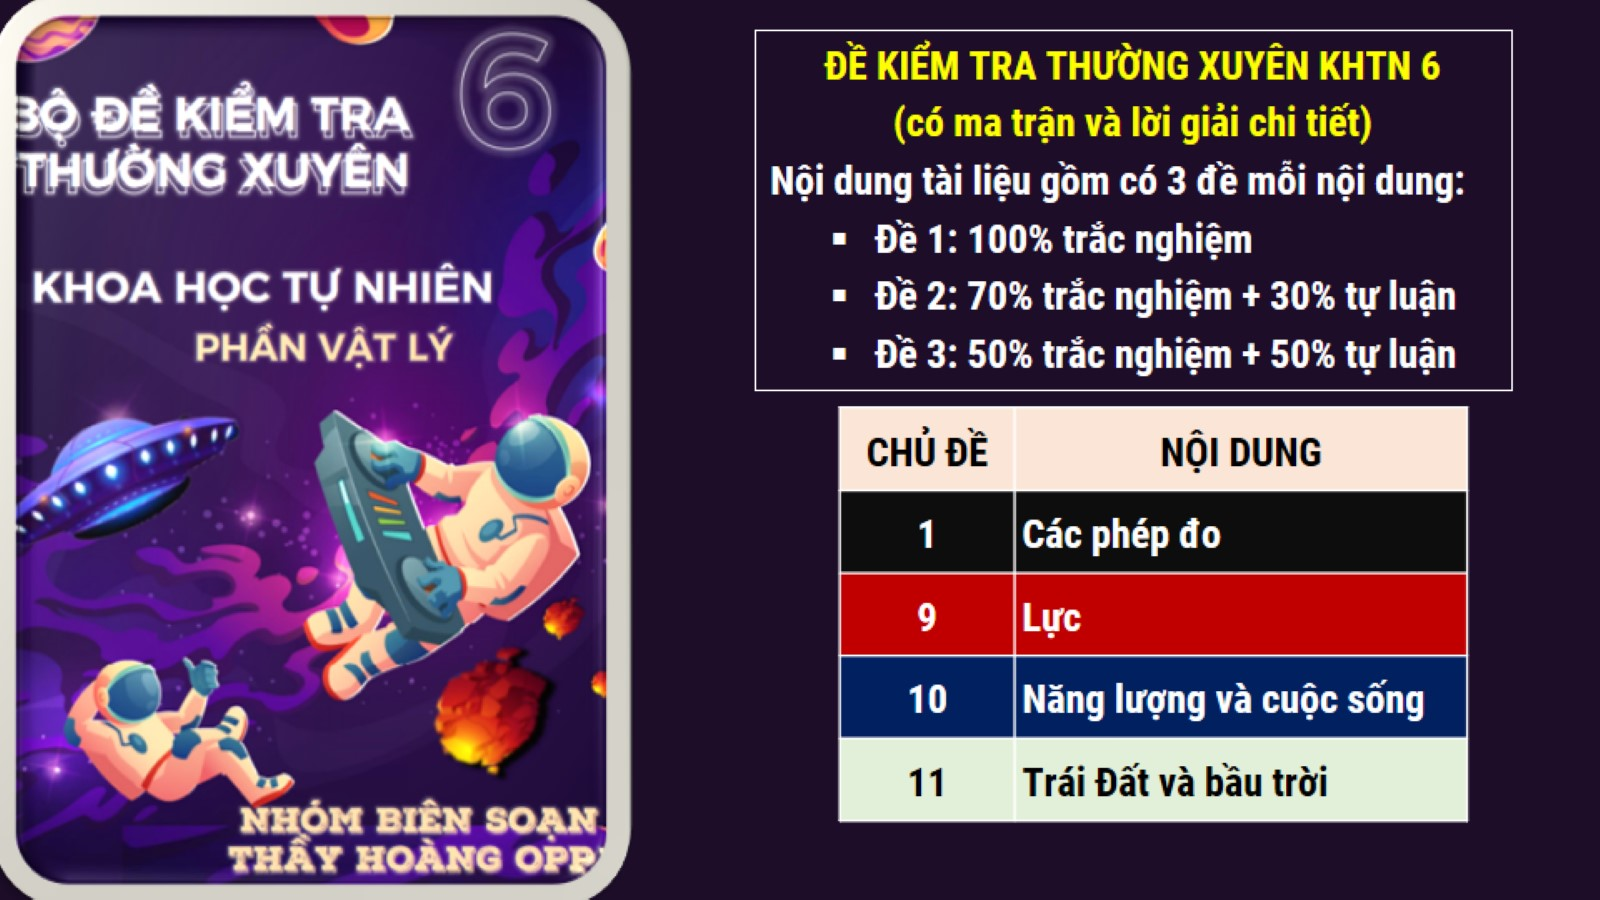 BỘ ĐỀ KIỂM TRA
THƯỜNG XUYÊN
6
KHOA HỌC TỰ NHIÊN
PHẦN VẬT LÝ
NHÓM BIÊN SOẠN
THẦY HOÀNG OPP
ĐỀ KIỂM TRA THƯỜNG XUYÊN KHTN 6
(có ma trận và lời giải chi tiết)
Nội dung tài liệu gồm có 3 đề mỗi nội dung:
▪ Đề 1: 100% trắc nghiệm
▪ Đề 2: 70% trắc nghiệm + 30% tự luận
▪ Đề 3: 50% trắc nghiệm + 50% tự luận
CHỦ ĐỀ NỘI DUNG
1 Các phép đo
9 Lực
10 Năng lượng và cuộc sống
11 Trái Đất và bầu trời